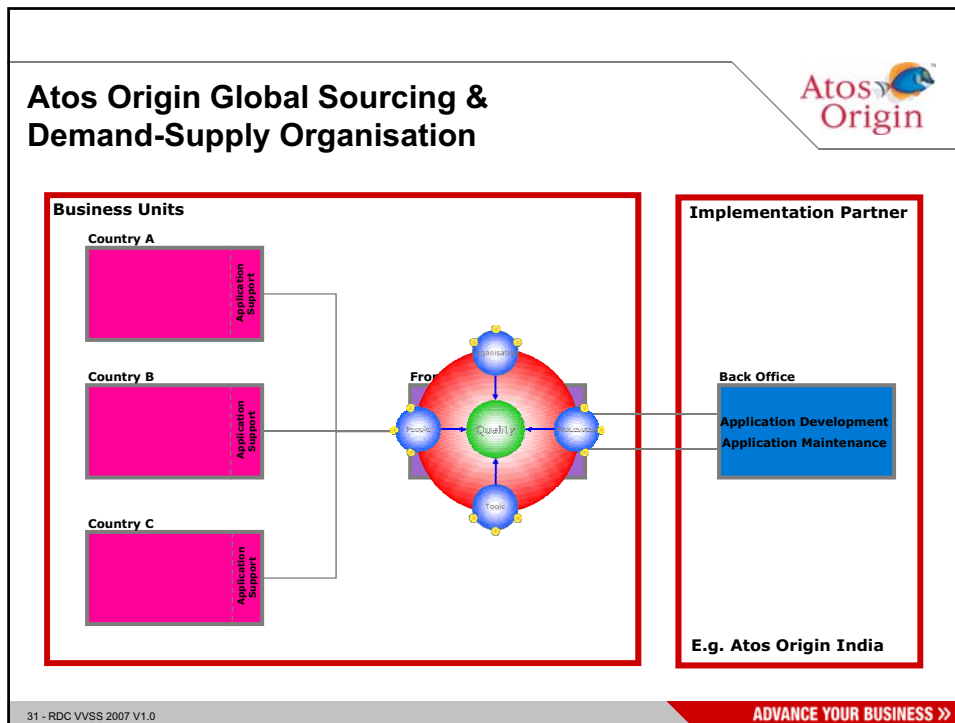 Atos Origin Global Sourcing &
Demand-Supply Organisation
Atos
Origin
Business Units
Country A
Application
Support
Country B
Application
Support
Country C
Application
Support
Organisation
People
Quality
Processes
Tools
Implementation Partner
Back Office
Application Development
Application Maintenance
E.g. Atos Origin India
31 - RDC VVSS 2007 V1.0
ADVANCE YOUR BUSINESS »